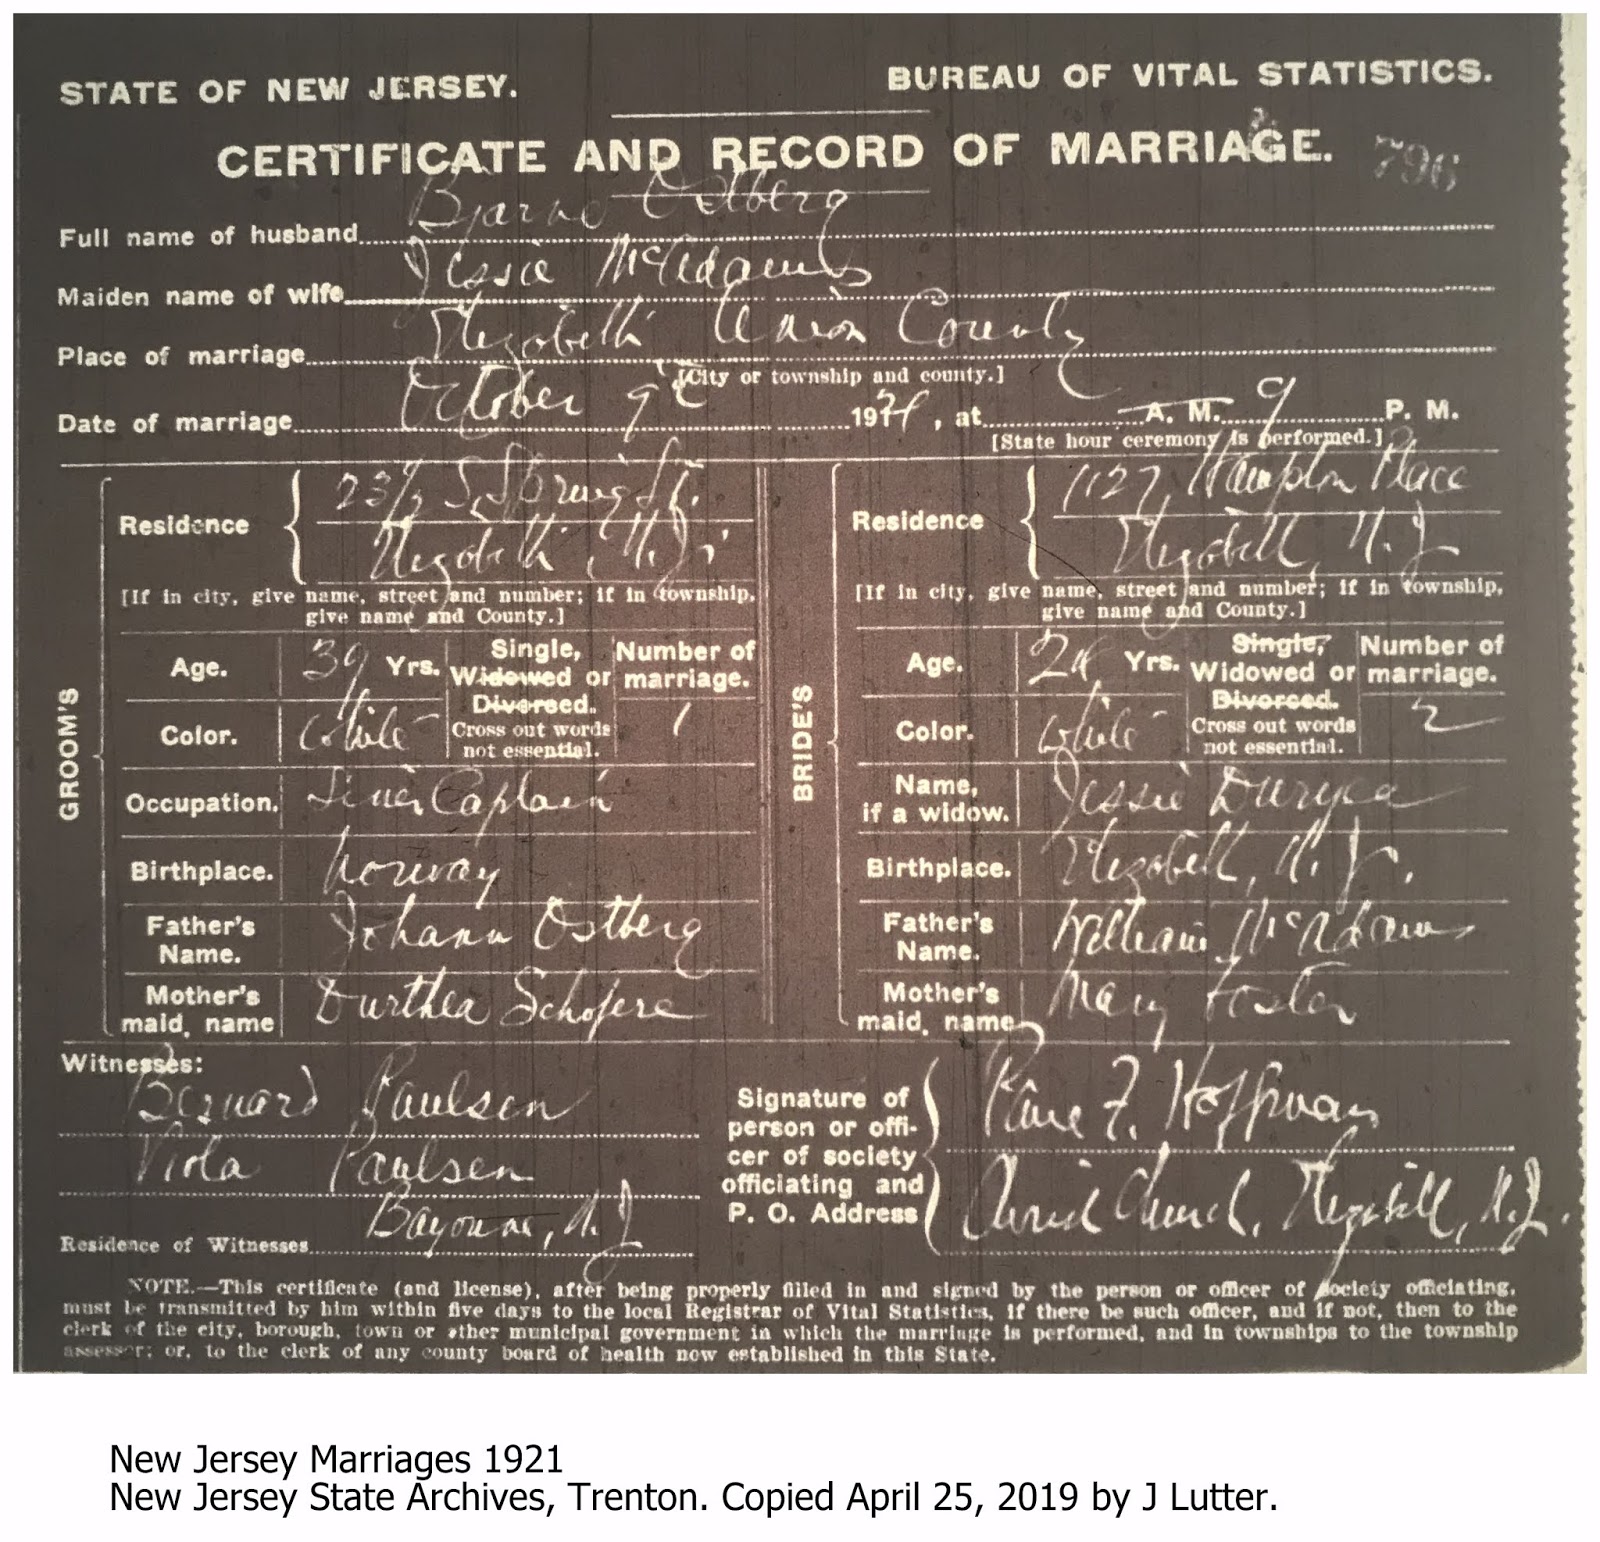 STATE OF NEW JERSEY. BUREAU OF VITAL STATISTICS.
CERTIFICATE AND RECORD OF MARRIAGE. 796
Full name of husband Bjarne Ostberg
Maiden name of wife Jessie McAdams
Place of marriage Elizabeth Union County
[City or township and county.]
Date of marriage October 9th 1921, at A. M. 9 P. M.
[State hour ceremony is performed.]
GROOM'S
Residence 23 S. Spring St.
Elizabeth, N. J.
[If in city, give name, street and number; if in township,
give name and County.]
Age. 39 Yrs. Single, Widowed or Divorced. Number of marriage.
Color. White Cross out words not essential. 1
Occupation. Captain
Birthplace. Norway
Father's Name. Johann Ostberg
Mother's maid. name Durthea Schofere
BRIDE'S
Residence 1127 Hampton Place
Elizabeth, N. J.
[If in city, give name, street and number; if in township,
give name and County.]
Age. 24 Yrs. Single, Widowed or Divorced. Number of marriage.
Color. White Cross out words not essential. 2
Name, if a widow. Jessie Duryea
Birthplace. Elizabeth, N. J.
Father's Name. William McAdams
Mother's maid. name Mary Foster
Witnesses:
Bernard Paulsen
Viola Paulsen
Residence of Witnesses Bayonne, N. J.
Signature of person or officer of society officiating and P. O. Address
F. Hoffman
Church, Elizabeth, N. J.
NOTE.—This certificate (and license), after being properly filled in and signed by the person or officer of society officiating,
must be transmitted by him within five days to the local Registrar of Vital Statistics, if there be such officer, and if not, then to the
clerk of the city, borough, town or other municipal government in which the marriage is performed, and in townships to the township
assessor; or, to the clerk of any county board of health now established in this State.
New Jersey Marriages 1921
New Jersey State Archives, Trenton. Copied April 25, 2019 by J Lutter.